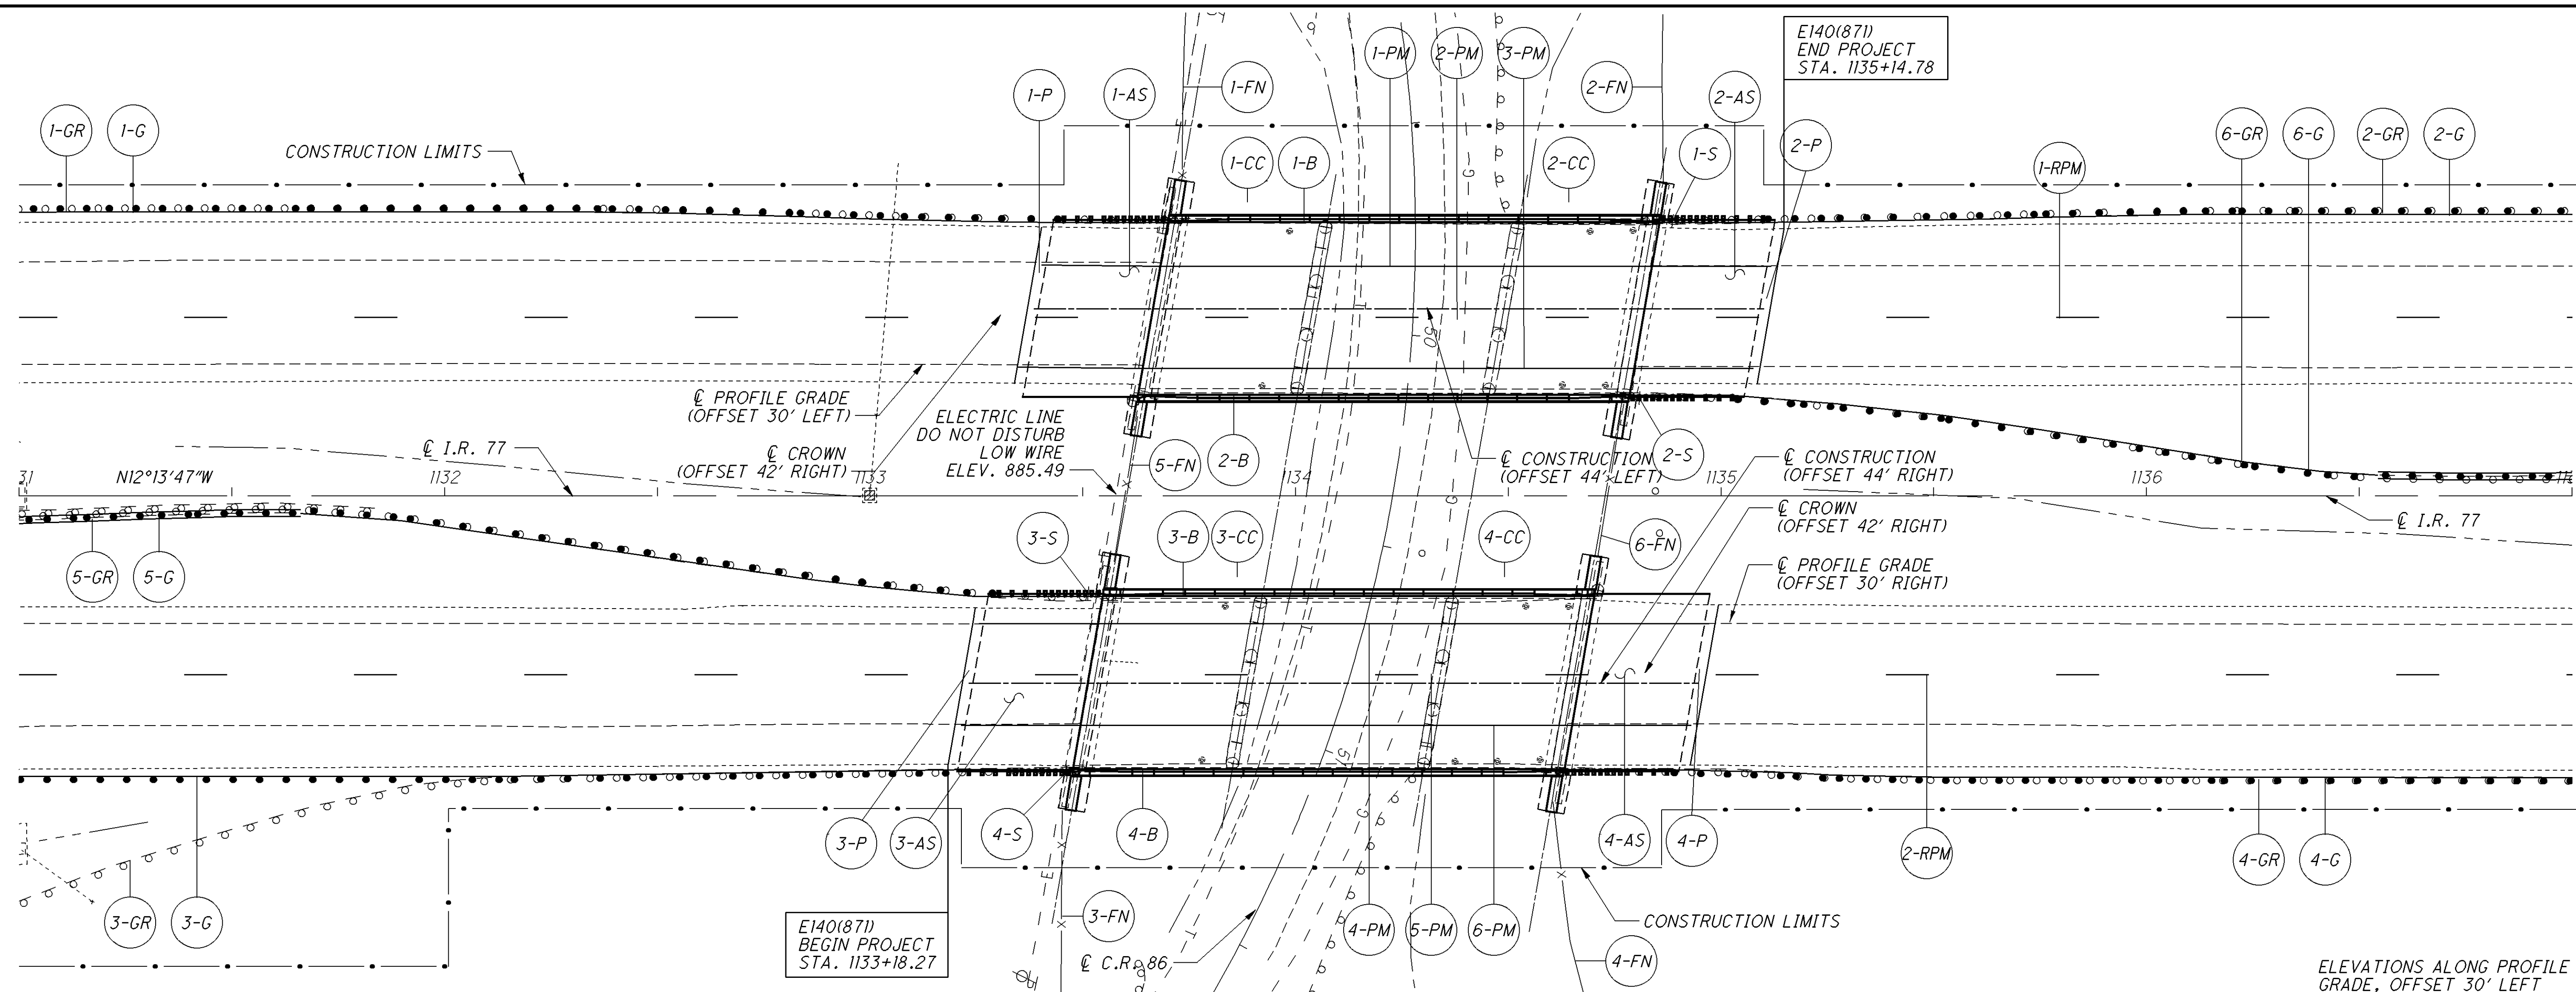 E140(871)
END PROJECT
STA. 1135+14.78
1-PM
2-PM
3-PM
1-P
1-AS
1-FN
2-FN
2-AS
1-GR
1-G
6-GR
6-G
2-GR
2-G
CONSTRUCTION LIMITS
1-CC
1-B
2-CC
1-S
2-P
1-RPM
G
T
50
℄ PROFILE GRADE
(OFFSET 30' LEFT)
ELECTRIC LINE
DO NOT DISTURB
LOW WIRE
ELEV. 885.49
℄ CROWN
(OFFSET 42' RIGHT)
℄ I.R. 77
5-FN
2-B
℄ CONSTRUCTION
(OFFSET 44' LEFT)
2-S
℄ CONSTRUCTION
(OFFSET 44' RIGHT)
31
N12°13'47"W
1132
1133
1134
1135
1136
℄ CROWN
(OFFSET 42' RIGHT)
℄ I.R. 77
3-S
3-B
3-CC
4-CC
6-FN
5-GR
5-G
℄ PROFILE GRADE
(OFFSET 30' RIGHT)
G
T
51
3-P
3-AS
4-S
4-B
4-AS
4-P
2-RPM
4-GR
4-G
E
3-GR
3-G
3-FN
4-PM
5-PM
6-PM
CONSTRUCTION LIMITS
E140(871)
BEGIN PROJECT
STA. 1133+18.27
℄ C.R. 86
4-FN
ELEVATIONS ALONG PROFILE
GRADE, OFFSET 30' LEFT